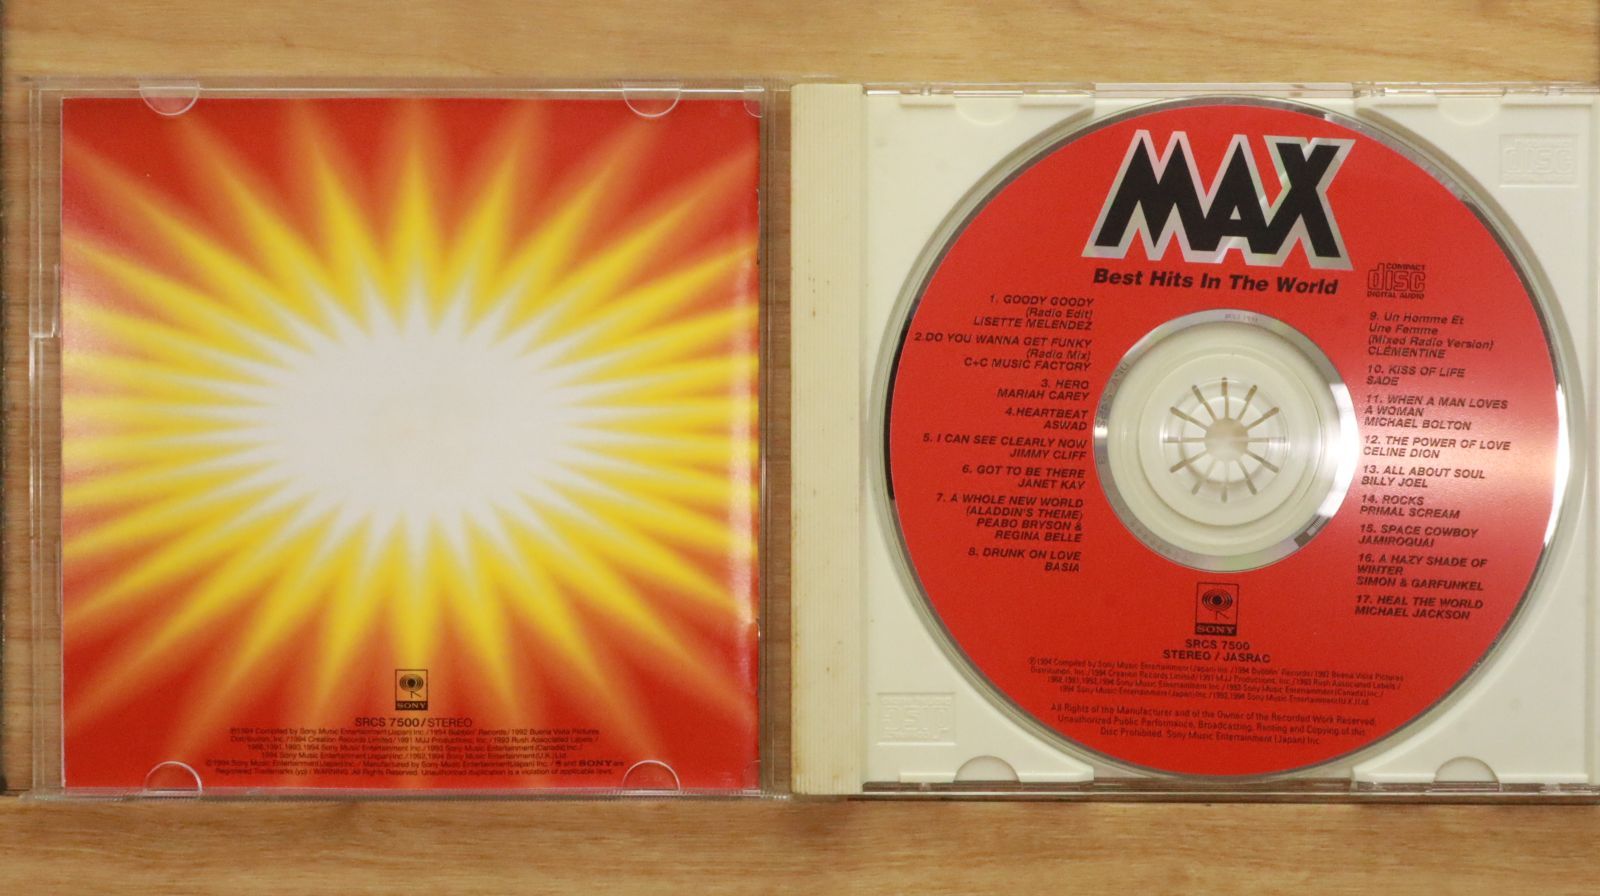 SONY
SRCS 7500/STEREO
MAX
Best Hits In The World
COMPACT
disc
DIGITAL AUDIO
1. GOODY GOODY
(Radio Edit)
LISETTE MELENDEZ
2.DO YOU WANNA GET FUNKY
(Radio Mix)
C+C MUSIC FACTORY
3. HERO
MARIAH CAREY
4.HEARTBEAT
ASWAD
5. I CAN SEE CLEARLY NOW
JIMMY CLIFF
6. GOT TO BE THERE
JANET KAY
7. A WHOLE NEW WORLD
(ALADDIN'S THEME)
PEABO BRYSON &
REGINA BELLE
8. DRUNK ON LOVE
BASIA
9. Un Homme Et
Une Femme
(Mixed Radio Version)
CLÉMENTINE
10. KISS OF LIFE
SADE
11. WHEN A MAN LOVES
A WOMAN
MICHAEL BOLTON
12. THE POWER OF LOVE
CELINE DION
13. ALL ABOUT SOUL
BILLY JOEL
14. ROCKS
PRIMAL SCREAM
15. SPACE COWBOY
JAMIROQUAI
16. A HAZY SHADE OF
WINTER
SIMON & GARFUNKEL
17. HEAL THE WORLD
MICHAEL JACKSON
SONY
SRCS 7500
STEREO / JASRAC
All Rights of the Manufacturer and of the Owner of the Recorded Work Reserved.
Unauthorized Public Performance, Broadcasting, Renting and Copying of this
Disc Prohibited. Sony Music Entertainment (Japan) Inc.